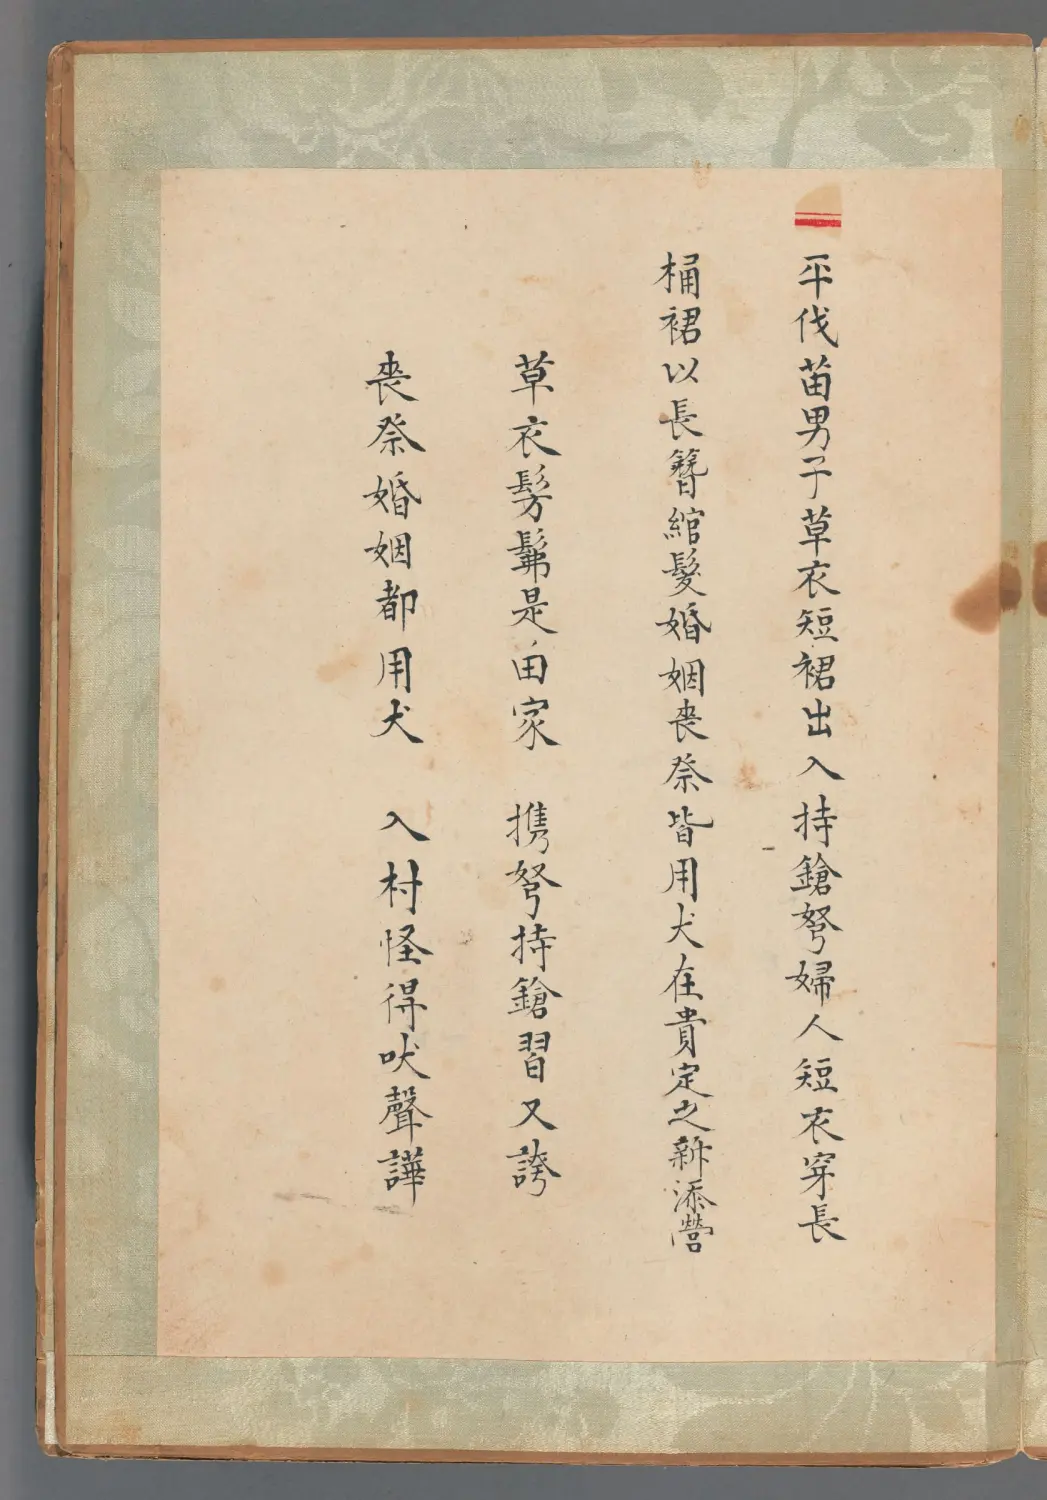 平伐苗男子草衣短裙出入持鎗弩婦人短衣穿長
桶裙以長簪綰髮婚姻喪祭皆用犬在貴定之新添營
草衣髣髴是田家　携弩持鎗習又誇
喪祭婚姻都用犬　入村怪得吠聲譁